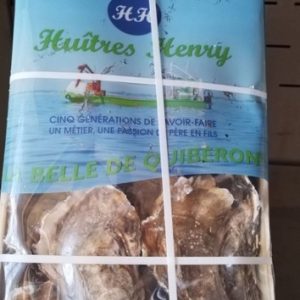 HH
Huîtres Henry
CINQ GÉNÉRATIONS DE SAVOIR-FAIRE
UN MÉTIER, UNE PASSION DE PÈRE EN FILS
LA BELLE DE QUIBERON